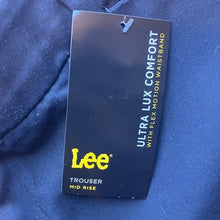 ULTRA LUX COMFORT
WITH FLEX MOTION WAISTBAND
Lee®
TROUSER
MID RISE